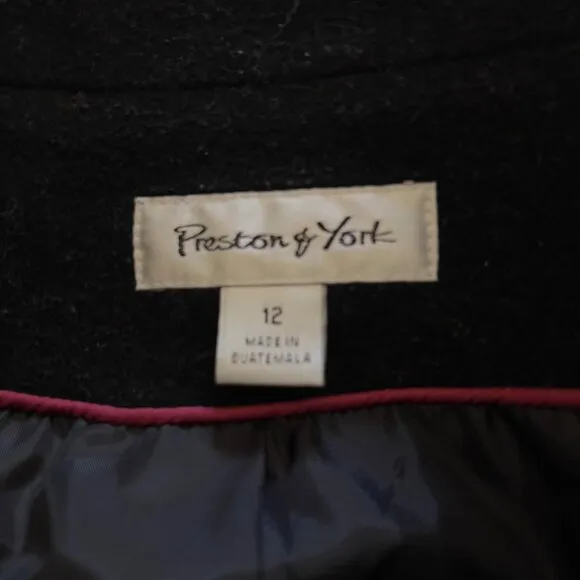 Preston & York
12
MADE IN
GUATEMALA